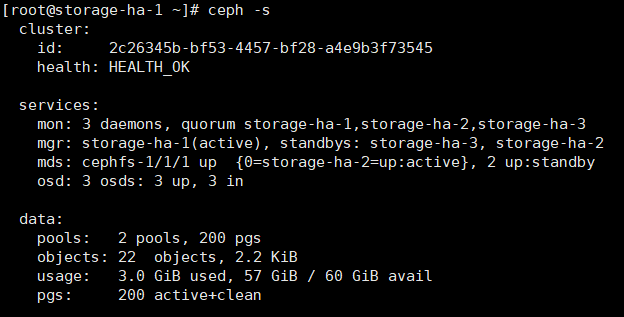 [root@storage-ha-1 ~]# ceph -s
  cluster:
    id:     2c26345b-bf53-4457-bf28-a4e9b3f73545
    health: HEALTH_OK

  services:
    mon: 3 daemons, quorum storage-ha-1,storage-ha-2,storage-ha-3
    mgr: storage-ha-1(active), standbys: storage-ha-3, storage-ha-2
    mds: cephfs-1/1/1 up  {0=storage-ha-2=up:active}, 2 up:standby
    osd: 3 osds: 3 up, 3 in

  data:
    pools:   2 pools, 200 pgs
    objects: 22  objects, 2.2 KiB
    usage:   3.0 GiB used, 57 GiB / 60 GiB avail
    pgs:     200 active+clean